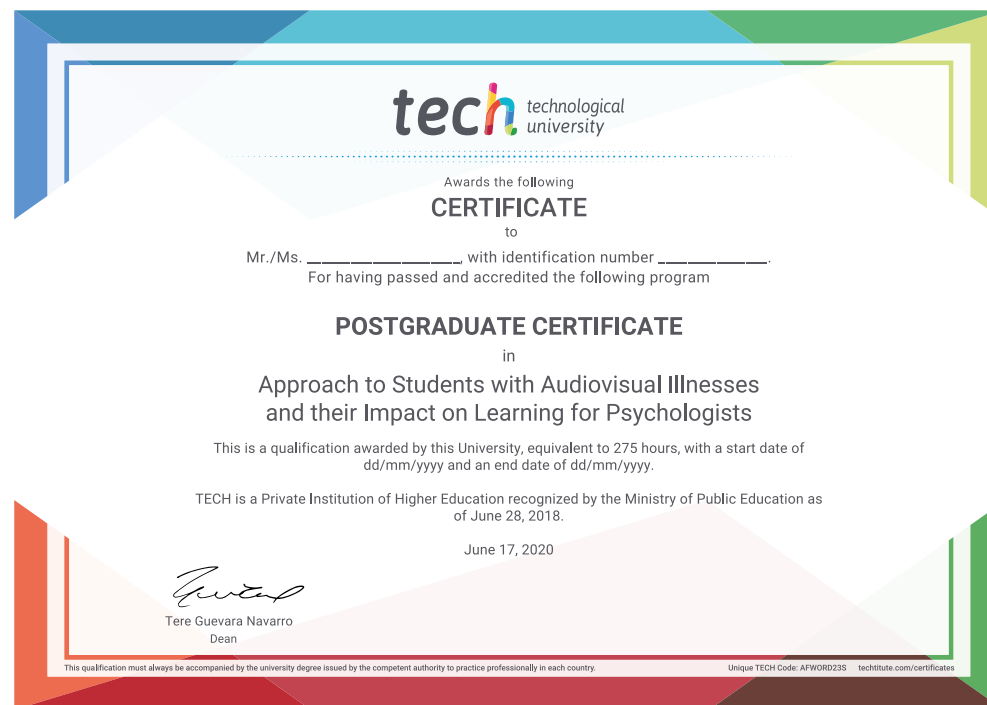 tech technological
university
Awards the following
CERTIFICATE
to
Mr./Ms. ____________________, with identification number ______________.
For having passed and accredited the following program
POSTGRADUATE CERTIFICATE
in
Approach to Students with Audiovisual Illnesses
and their Impact on Learning for Psychologists
This is a qualification awarded by this University, equivalent to 275 hours, with a start date of
dd/mm/yyyy and an end date of dd/mm/yyyy.
TECH is a Private Institution of Higher Education recognized by the Ministry of Public Education as
of June 28, 2018.
June 17, 2020
Tere Guevara Navarro
Dean
This qualification must always be accompanied by the university degree issued by the competent authority to practice professionally in each country. Unique TECH Code: AFWORD23S techtitute.com/certificates